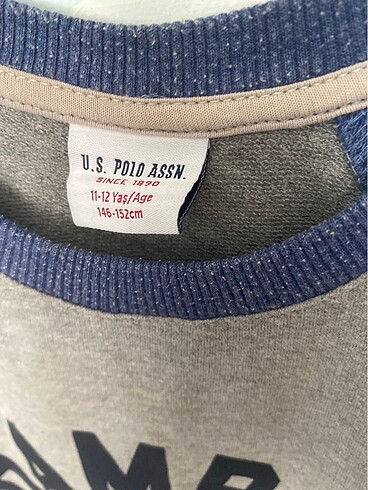 U.S. POLO ASSN.
SINCE 1890
11-12 Yaş/Age
146-152cm